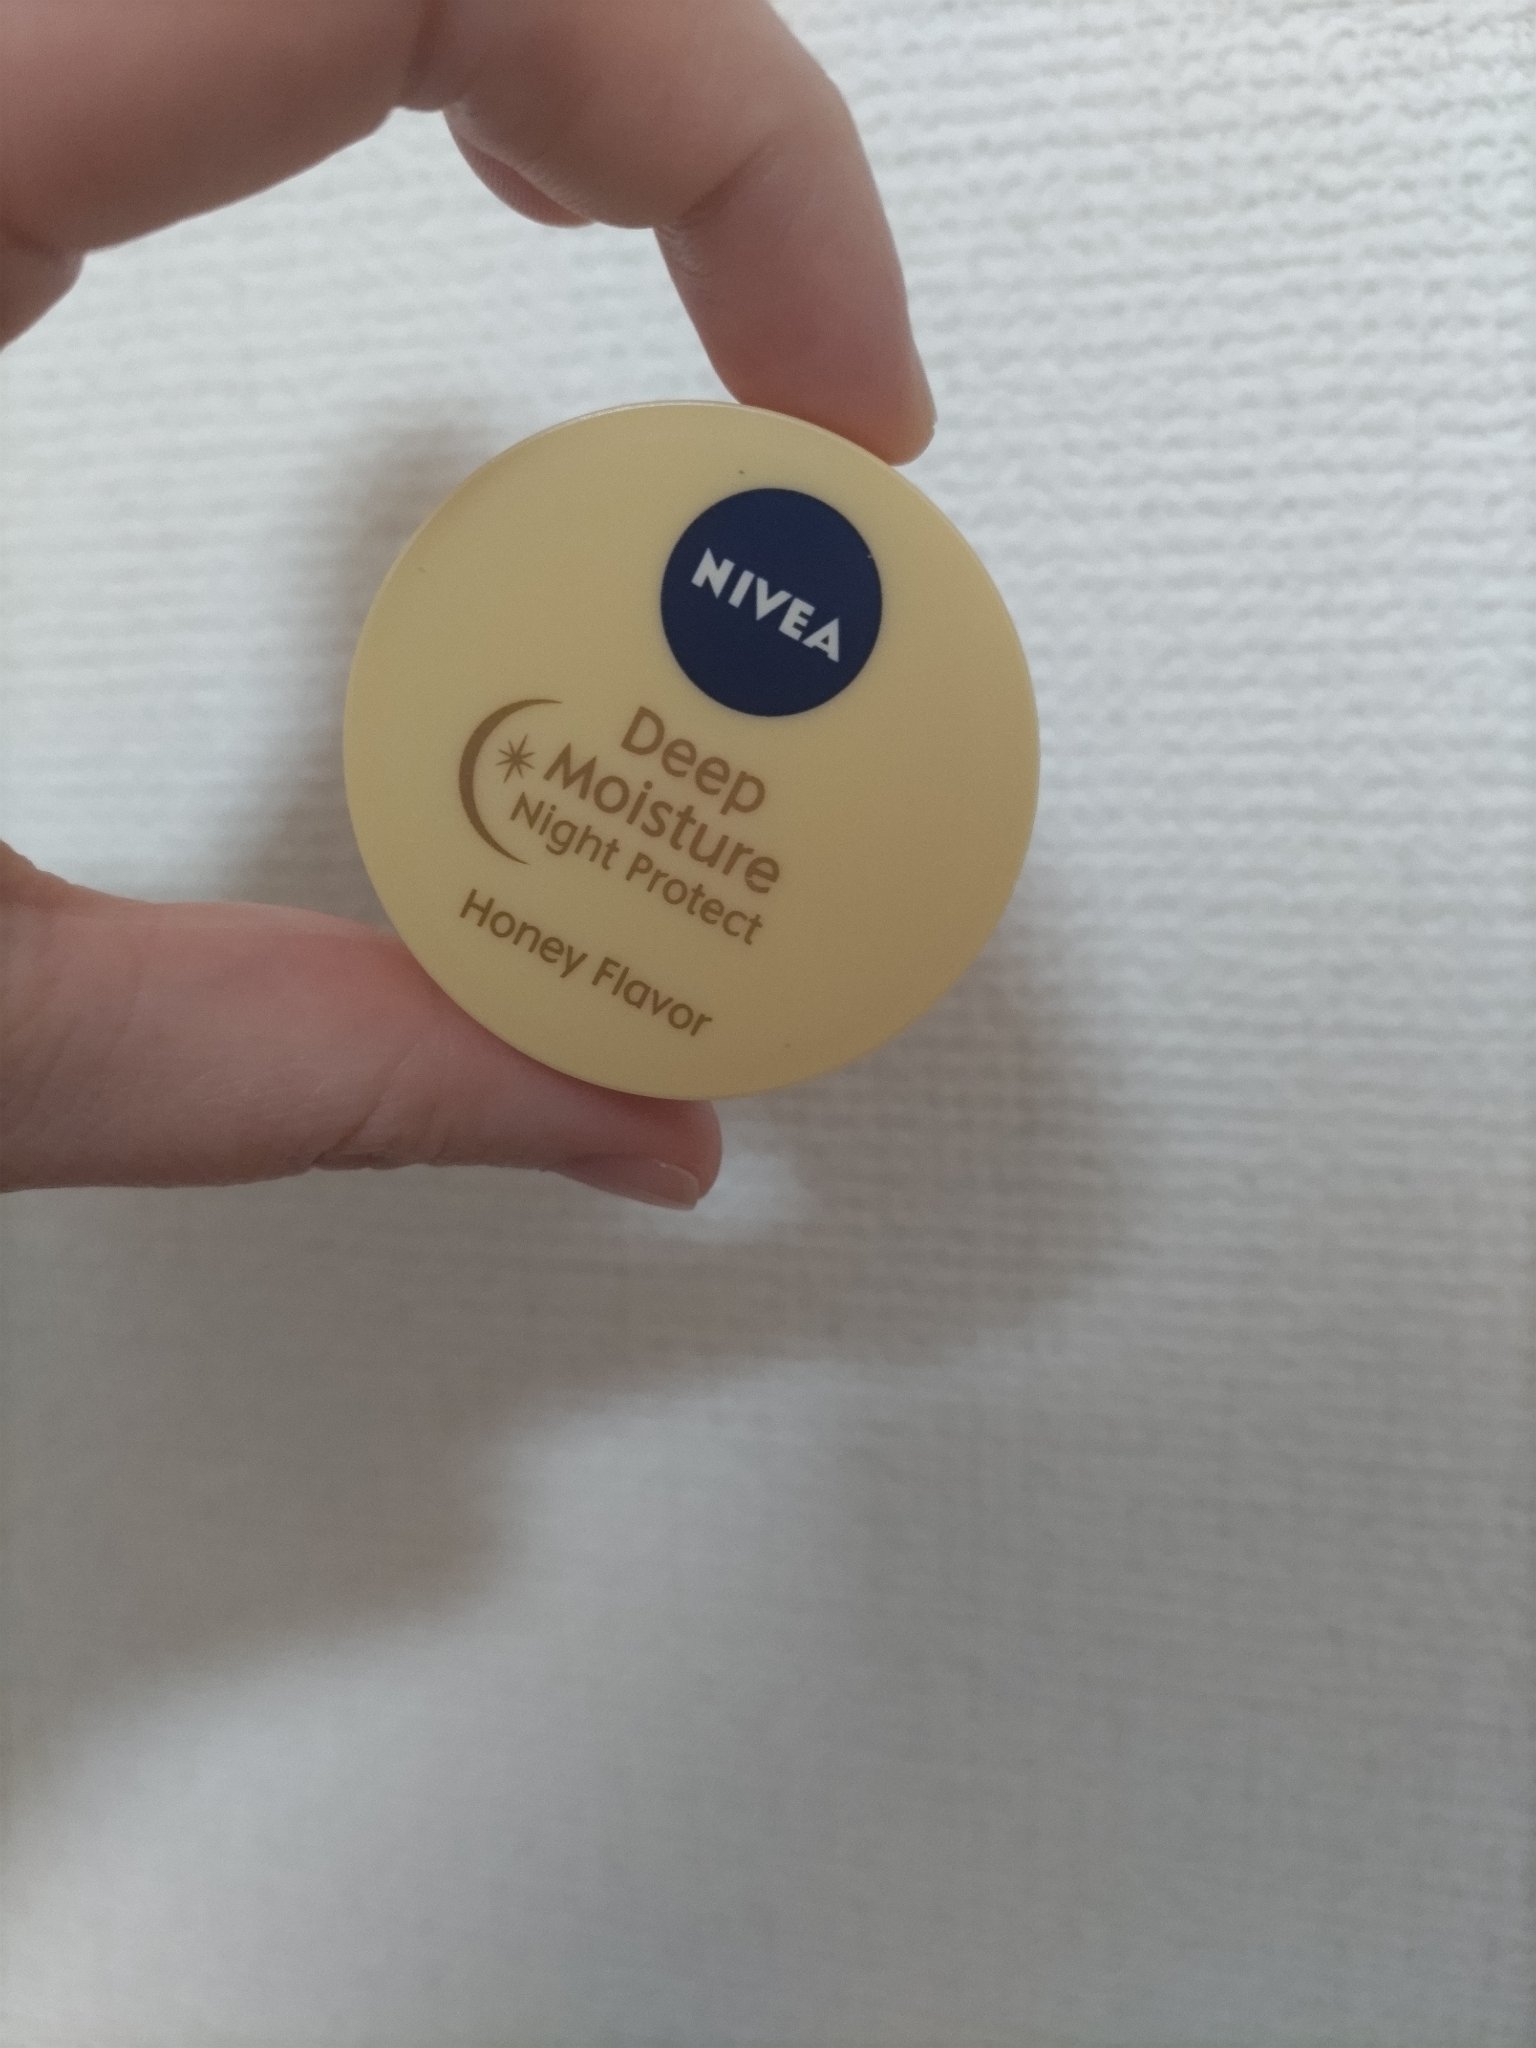 NIVEA
Deep
Moisture
Night Protect
Honey Flavor